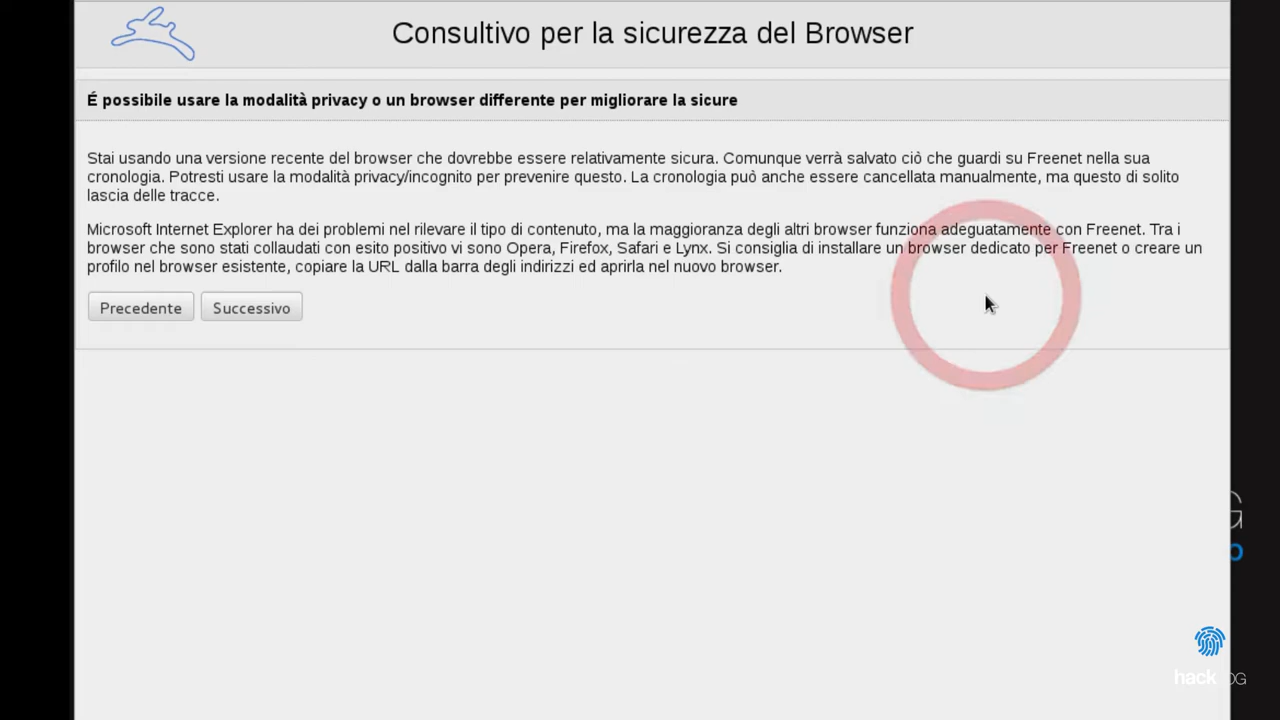 Consultivo per la sicurezza del Browser
É possibile usare la modalità privacy o un browser differente per migliorare la sicure
Stai usando una versione recente del browser che dovrebbe essere relativamente sicura. Comunque verrà salvato ciò che guardi su Freenet nella sua
cronologia. Potresti usare la modalità privacy/incognito per prevenire questo. La cronologia può anche essere cancellata manualmente, ma questo di solito
lascia delle tracce.
Microsoft Internet Explorer ha dei problemi nel rilevare il tipo di contenuto, ma la maggioranza degli altri browser funziona adeguatamente con Freenet. Tra i
browser che sono stati collaudati con esito positivo vi sono Opera, Firefox, Safari e Lynx. Si consiglia di installare un browser dedicato per Freenet o creare un
profilo nel browser esistente, copiare la URL dalla barra degli indirizzi ed aprirla nel nuovo browser.
Precedente Successivo